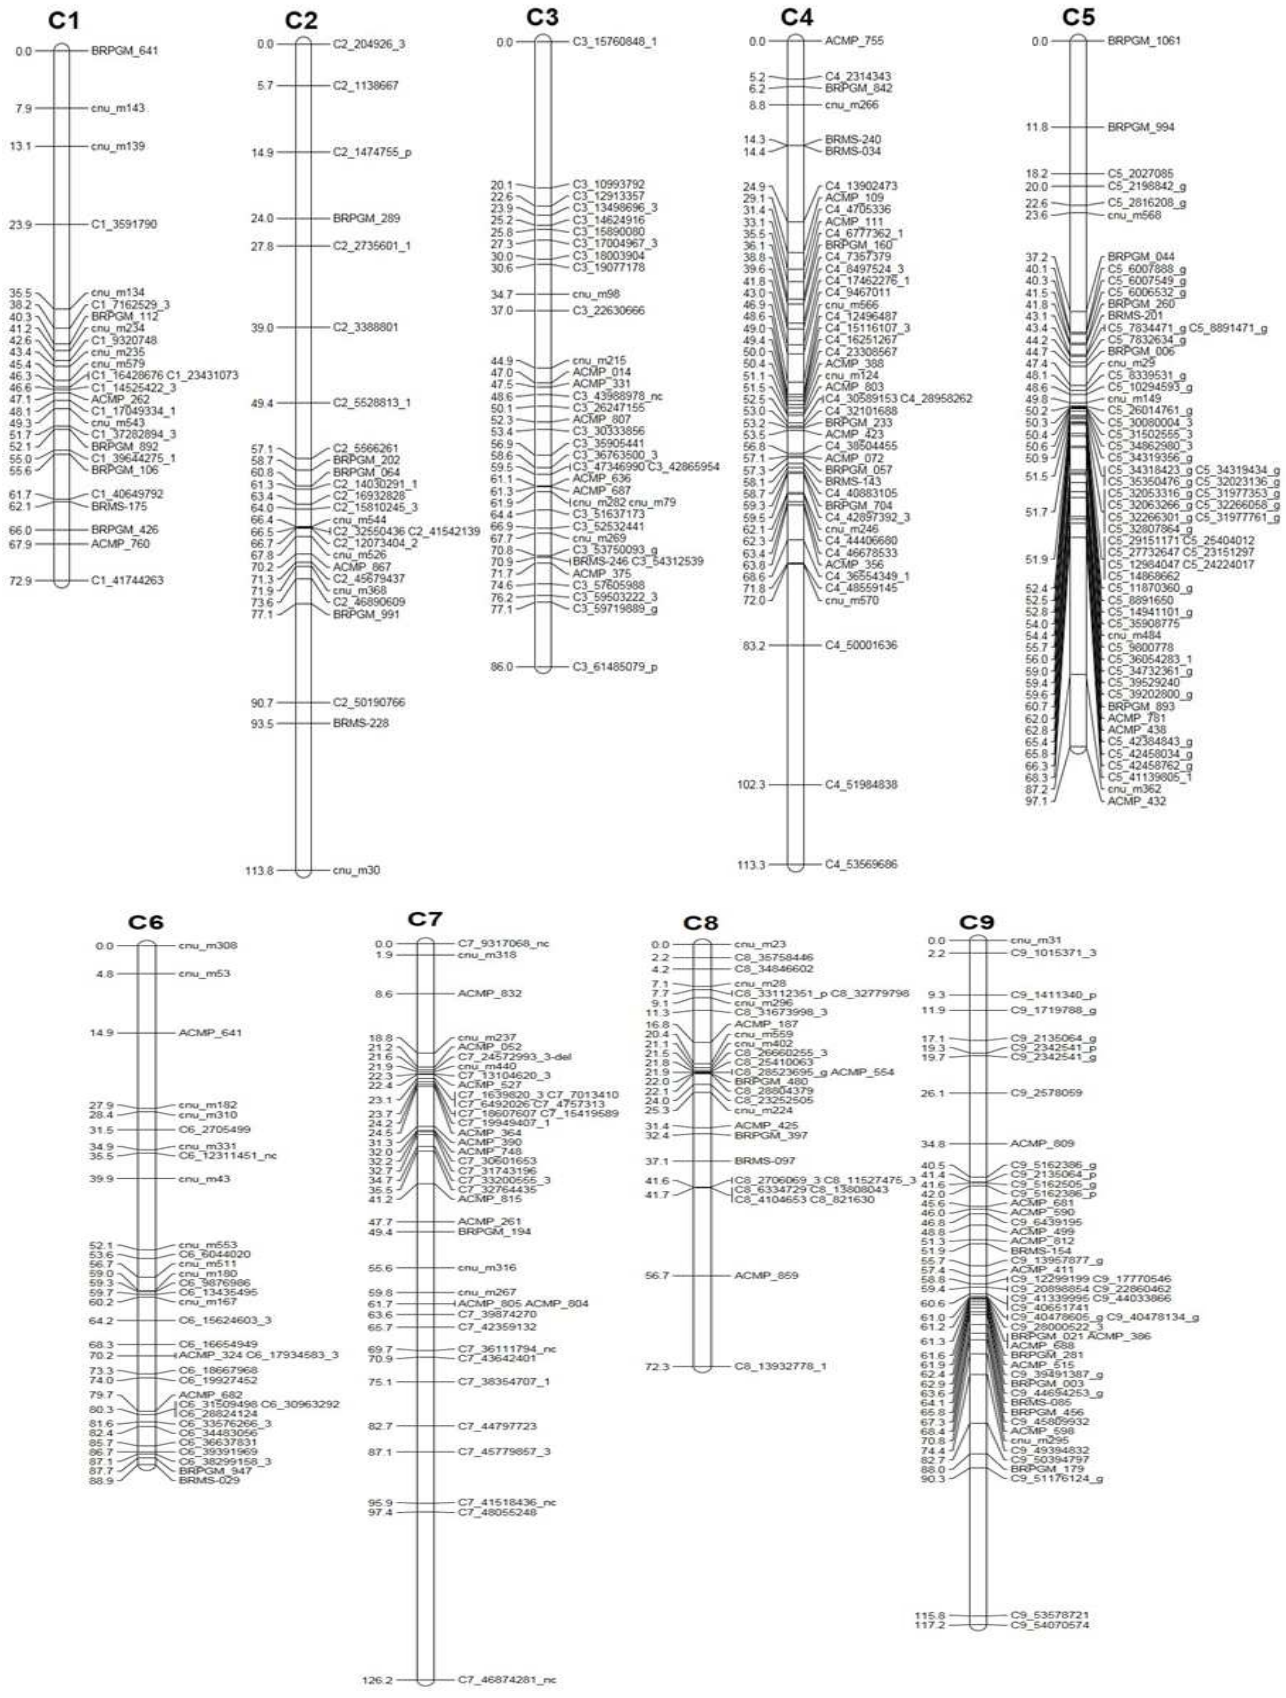 C1
0.0 BRPGM_641
7.9 cnu_m143
13.1 cnu_m139
23.9 C1_3591790
35.5 cnu_m134
38.2 C1_7162529_3
40.3 BRPGM_112
41.2 cnu_m234
42.6 C1_9320748
43.4 cnu_m235
45.4 cnu_m579
46.3 C1_16428676 C1_23431073
46.6 C1_14525422_3
47.1 ACMP_262
48.1 C1_17049334_1
49.3 cnu_m543
51.7 C1_37282894_3
52.1 BRPGM_892
55.0 C1_39644275_1
55.6 BRPGM_106
61.7 C1_40649792
62.1 BRMS-175
66.0 BRPGM_426
67.9 ACMP_760
72.9 C1_41744263
C2
0.0 C2_204926_3
5.7 C2_1138667
14.9 C2_1474755_p
24.0 BRPGM_289
27.8 C2_2735601_1
39.0 C2_3388801
49.4 C2_5528813_1
57.1 C2_5566261
58.7 BRPGM_202
60.8 BRPGM_064
61.3 C2_14030291_1
63.4 C2_16932828
64.0 C2_15810245_3
66.4 cnu_m544
66.5 C2_32550436 C2_41542139
66.7 C2_12073404_2
67.8 cnu_m526
70.2 ACMP_867
71.3 C2_45679437
71.9 cnu_m368
73.6 C2_46890609
77.1 BRPGM_991
90.7 C2_50190766
93.5 BRMS-228
113.8 cnu_m30
C3
0.0 C3_15760848_1
20.1 C3_10993792
22.6 C3_12913357
23.9 C3_13498696_3
25.2 C3_14624916
25.8 C3_15890080
27.3 C3_17004967_3
30.0 C3_18003904
30.6 C3_19077178
34.7 cnu_m98
37.0 C3_22630666
44.9 cnu_m215
47.0 ACMP_014
47.5 ACMP_331
48.6 C3_43988978_nc
50.1 C3_26247155
52.3 ACMP_807
53.4 C3_30333856
56.9 C3_35905441
58.6 C3_36763500_3
59.5 C3_47346990 C3_42865954
61.1 ACMP_636
61.3 ACMP_687
61.9 cnu_m282 cnu_m79
64.4 C3_51637173
66.9 C3_52532441
67.7 cnu_m269
70.8 C3_53750093_g
70.9 BRMS-246 C3_54312539
71.7 ACMP_375
74.6 C3_57605988
76.2 C3_59503222_3
77.1 C3_59719889_g
86.0 C3_61485079_p
C4
0.0 ACMP_755
5.2 C4_2314343
6.2 BRPGM_842
8.8 cnu_m266
14.3 BRMS-240
14.4 BRMS-034
24.9 C4_13902473
29.1 ACMP_109
31.4 C4_4705336
33.1 ACMP_111
35.5 C4_6777362_1
36.1 BRPGM_160
38.8 C4_7357379
39.6 C4_8497524_3
41.8 C4_17462276_1
43.0 C4_9467011
46.9 cnu_m566
48.6 C4_12496487
49.0 C4_15116107_3
49.4 C4_16251267
50.0 C4_23308567
50.4 ACMP_388
51.1 cnu_m124
51.5 ACMP_803
52.5 C4_30589153 C4_28958262
53.0 C4_32101688
53.2 BRPGM_233
53.5 ACMP_423
56.8 C4_38504455
57.1 ACMP_072
57.3 BRPGM_057
58.1 BRMS-143
58.7 C4_40883105
59.3 BRPGM_704
59.5 C4_42897392_3
62.1 cnu_m246
62.3 C4_44406680
63.4 C4_46678533
63.8 ACMP_356
68.6 C4_36554349_1
71.8 C4_48559145
72.0 cnu_m570
83.2 C4_50001636
102.3 C4_51984838
113.3 C4_53569686
C5
0.0 BRPGM_1061
11.8 BRPGM_994
18.2 C5_2027085
20.0 C5_2198842_g
22.6 C5_2816208_g
23.6 cnu_m568
37.2 BRPGM_044
40.1 C5_6007888_g
40.3 C5_6007549_g
41.5 C5_6006532_g
41.8 BRPGM_260
43.1 BRMS-201
43.4 C5_7834471_g C5_8891471_g
44.2 C5_7832634_g
44.7 BRPGM_006
47.4 cnu_m29
48.1 C5_8339531_g
48.6 C5_10294593_g
49.8 cnu_m149
50.2 C5_26014761_g
50.3 C5_30080004_3
50.4 C5_31502555_3
50.6 C5_34862980_3
50.9 C5_34319356_g
51.5 C5_34318423_g C5_34319434_g
C5_35350476_g C5_32023136_g
C5_32053316_g C5_31977353_g
51.7 C5_32063266_g C5_32266058_g
C5_32266301_g C5_31977761_g
C5_32807864_g
C5_29151171 C5_25404012
51.9 C5_27732647 C5_23151297
C5_12984047 C5_24224017
C5_14868662
52.4 C5_11870360_g
52.5 C5_8891650
52.8 C5_14941101_g
54.0 C5_35908775
54.4 cnu_m484
55.7 C5_9800778
56.0 C5_36054283_1
59.0 C5_34732361_g
59.4 C5_39529240
59.6 C5_39202800_g
60.7 BRPGM_893
62.0 ACMP_781
62.8 ACMP_438
65.4 C5_42384843_g
65.8 C5_42458034_g
66.3 C5_42458762_g
68.3 C5_41139805_1
87.2 cnu_m362
97.1 ACMP_432
C6
0.0 cnu_m308
4.8 cnu_m53
14.9 ACMP_641
27.9 cnu_m182
28.4 cnu_m310
31.5 C6_2705499
34.9 cnu_m331
35.5 C6_12311451_nc
39.9 cnu_m43
52.1 cnu_m553
53.6 C6_6044020
56.7 cnu_m511
59.0 cnu_m180
59.3 C6_9876986
59.7 C6_13435495
60.2 cnu_m167
64.2 C6_15624603_3
68.3 C6_16654949
70.2 ACMP_324 C6_17934583_3
73.3 C6_18667968
74.0 C6_19927452
79.7 ACMP_682
80.3 C6_31509498 C6_30963292
C6_28824124
81.6 C6_33576266_3
82.4 C6_34483056
85.7 C6_36637831
86.7 C6_39391969
87.1 C6_38299158_3
87.7 BRPGM_947
88.9 BRMS-029
C7
0.0 C7_9317068_nc
1.9 cnu_m318
8.6 ACMP_832
18.8 cnu_m237
21.2 ACMP_052
21.6 C7_24572993_3-del
21.9 cnu_m440
22.3 C7_13104620_3
22.4 ACMP_527
23.1 C7_1639820_3 C7_7013410
C7_6492026 C7_4757313
23.7 C7_18607607 C7_15419589
24.2 C7_19949407_1
24.5 ACMP_364
31.3 ACMP_390
32.0 ACMP_748
32.2 C7_30601653
32.7 C7_31743196
34.7 C7_33200555_3
35.5 C7_32764435
41.2 ACMP_815
47.7 ACMP_261
49.4 BRPGM_194
55.6 cnu_m316
59.8 cnu_m267
61.7 ACMP_805 ACMP_804
63.6 C7_39874270
65.7 C7_42359132
69.7 C7_36111794_nc
70.9 C7_43642401
75.1 C7_38354707_1
82.7 C7_44797723
87.1 C7_45779857_3
95.9 C7_41518436_nc
97.4 C7_48055248
126.2 C7_46874281_nc
C8
0.0 cnu_m23
2.2 C8_35758446
4.2 C8_34846602
7.1 cnu_m28
7.7 C8_33112351_p C8_32779798
9.1 cnu_m296
11.3 C8_31673998_3
16.8 ACMP_187
20.4 cnu_m559
21.1 cnu_m402
21.5 C8_26660255_3
21.8 C8_25410063
21.9 C8_28523695_g ACMP_554
22.0 BRPGM_480
22.1 C8_28804379
24.0 C8_23252505
25.3 cnu_m224
31.4 ACMP_425
32.4 BRPGM_397
37.1 BRMS-097
41.6 C8_2706069_3 C8_11527475_3
41.7 C8_6334729 C8_13808043
C8_4104653 C8_821630
56.7 ACMP_859
72.3 C8_13932778_1
C9
0.0 cnu_m31
2.2 C9_1015371_3
9.3 C9_1411340_p
11.9 C9_1719788_g
17.1 C9_2135064_g
19.3 C9_2342541_p
19.7 C9_2342541_g
26.1 C9_2578059
34.8 ACMP_809
40.5 C9_5162386_g
41.4 C9_2135064_p
41.6 C9_5162505_g
42.0 C9_5162386_p
45.6 ACMP_681
46.0 ACMP_590
46.8 C9_6439195
48.8 ACMP_499
51.3 ACMP_812
51.9 BRMS-154
55.7 C9_13957877_g
57.4 ACMP_411
58.8 C9_12299199 C9_17770546
59.4 C9_20898854 C9_22860462
60.6 C9_41339995 C9_44033866
C9_40651741
61.0 C9_40478605_g C9_40478134_g
61.2 C9_28000522_3
61.3 BRPGM_021 ACMP_386
ACMP_688
61.6 BRPGM_281
61.9 ACMP_515
62.4 C9_39491387_g
62.9 BRPGM_003
63.6 C9_44694253_g
64.1 BRMS-085
65.8 BRPGM_456
67.3 C9_45809932
68.4 ACMP_598
70.8 cnu_m295
74.4 C9_49394832
82.7 C9_50394797
88.0 BRPGM_179
90.3 C9_51176124_g
115.8 C9_53578721
117.2 C9_54070574